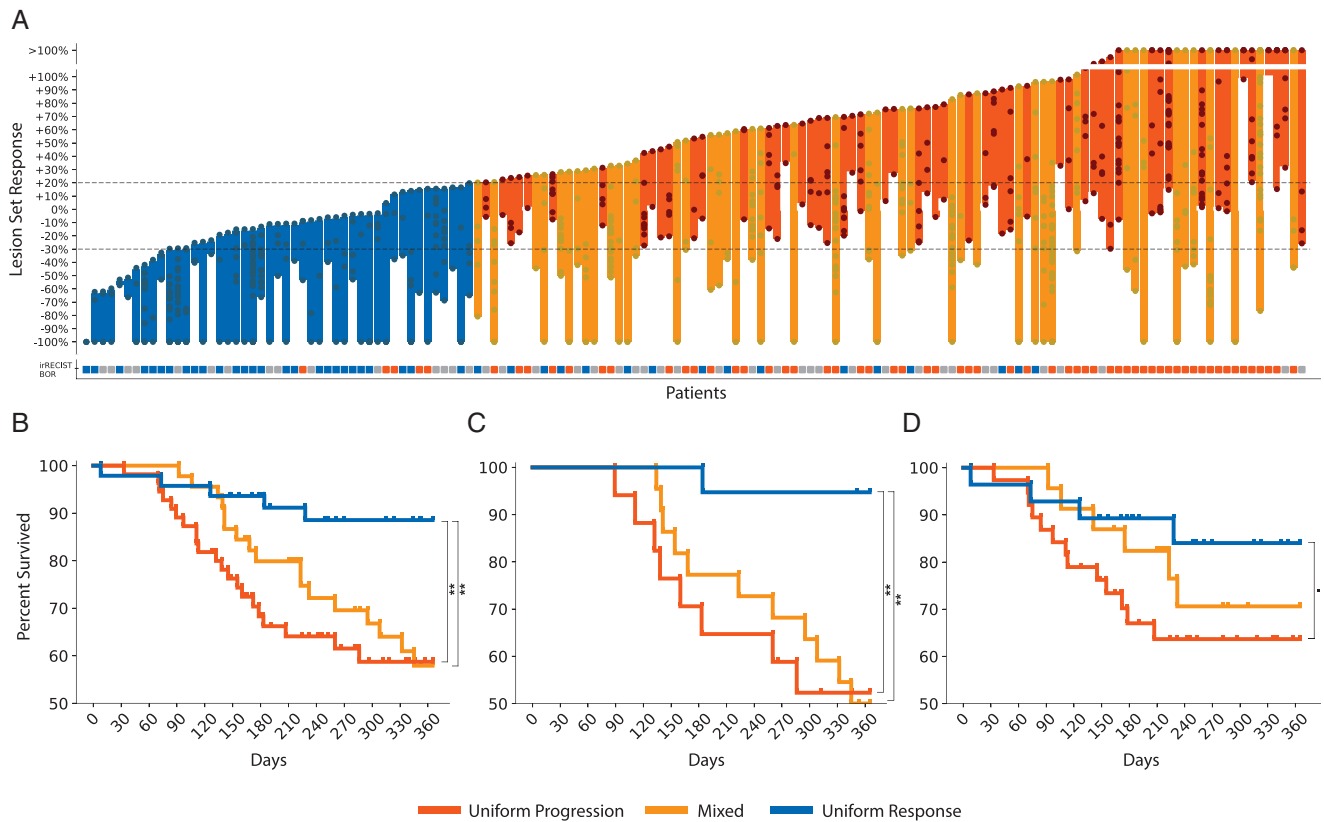 A
Lesion Set Response
>100%
+100%
+90%
+80%
+70%
+60%
+50%
+40%
+30%
+20%
+10%
0%
-10%
-20%
-30%
-40%
-50%
-60%
-70%
-80%
-90%
-100%
irRECIST
BOR
Patients
B
Percent Survived
100
90
80
70
60
50
0 30 60 90 120 150 180 210 240 270 300 330 360
Days
**
**
C
100
90
80
70
60
50
0 30 60 90 120 150 180 210 240 270 300 330 360
Days
**
**
D
100
90
80
70
60
50
0 30 60 90 120 150 180 210 240 270 300 330 360
Days
Uniform Progression Mixed Uniform Response